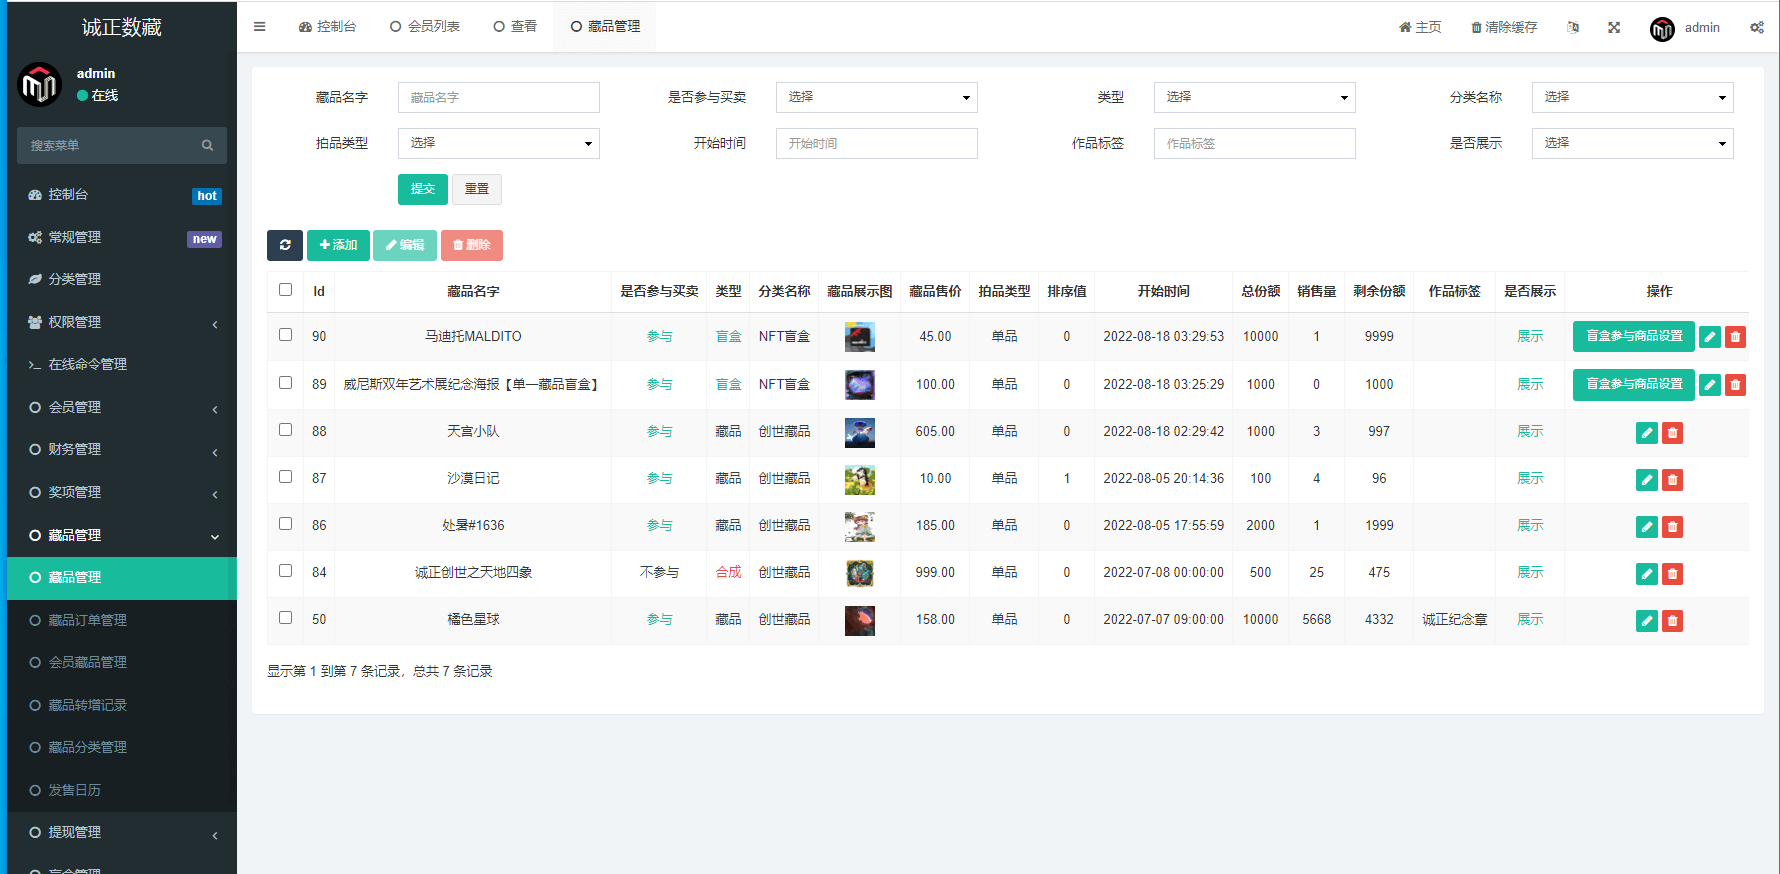 诚正数藏
控制台
会员列表
查看
藏品管理
主页
清除缓存
admin
admin
在线
搜索菜单
控制台 hot
常规管理 new
分类管理
权限管理
在线命令管理
会员管理
财务管理
奖项管理
藏品管理
藏品管理
藏品订单管理
会员藏品管理
藏品转增记录
藏品分类管理
发售日历
提现管理
盲盒管理
藏品名字 藏品名字 是否参与买卖 选择 类型 选择 分类名称 选择
拍品类型 选择 开始时间 开始时间 作品标签 作品标签 是否展示 选择
提交 重置
添加 编辑 删除
Id 藏品名字 是否参与买卖 类型 分类名称 藏品展示图 藏品售价 拍品类型 排序值 开始时间 总份额 销售量 剩余份额 作品标签 是否展示 操作
90 马迪托MALDITO 参与 盲盒 NFT盲盒 45.00 单品 0 2022-08-18 03:29:53 10000 1 9999 展示 盲盒参与商品设置
89 威尼斯双年艺术展纪念海报【单一藏品盲盒】 参与 盲盒 NFT盲盒 100.00 单品 0 2022-08-18 03:25:29 1000 0 1000 展示 盲盒参与商品设置
88 天宫小队 参与 藏品 创世藏品 605.00 单品 0 2022-08-18 02:29:42 1000 3 997 展示
87 沙漠日记 参与 藏品 创世藏品 10.00 单品 1 2022-08-05 20:14:36 100 4 96 展示
86 处暑#1636 参与 藏品 创世藏品 185.00 单品 0 2022-08-05 17:55:59 2000 1 1999 展示
84 诚正创世之天地四象 不参与 合成 创世藏品 999.00 单品 0 2022-07-08 00:00:00 500 25 475 展示
50 橘色星球 参与 藏品 创世藏品 158.00 单品 0 2022-07-07 09:00:00 10000 5668 4332 诚正纪念章 展示
显示第 1 到第 7 条记录，总共 7 条记录